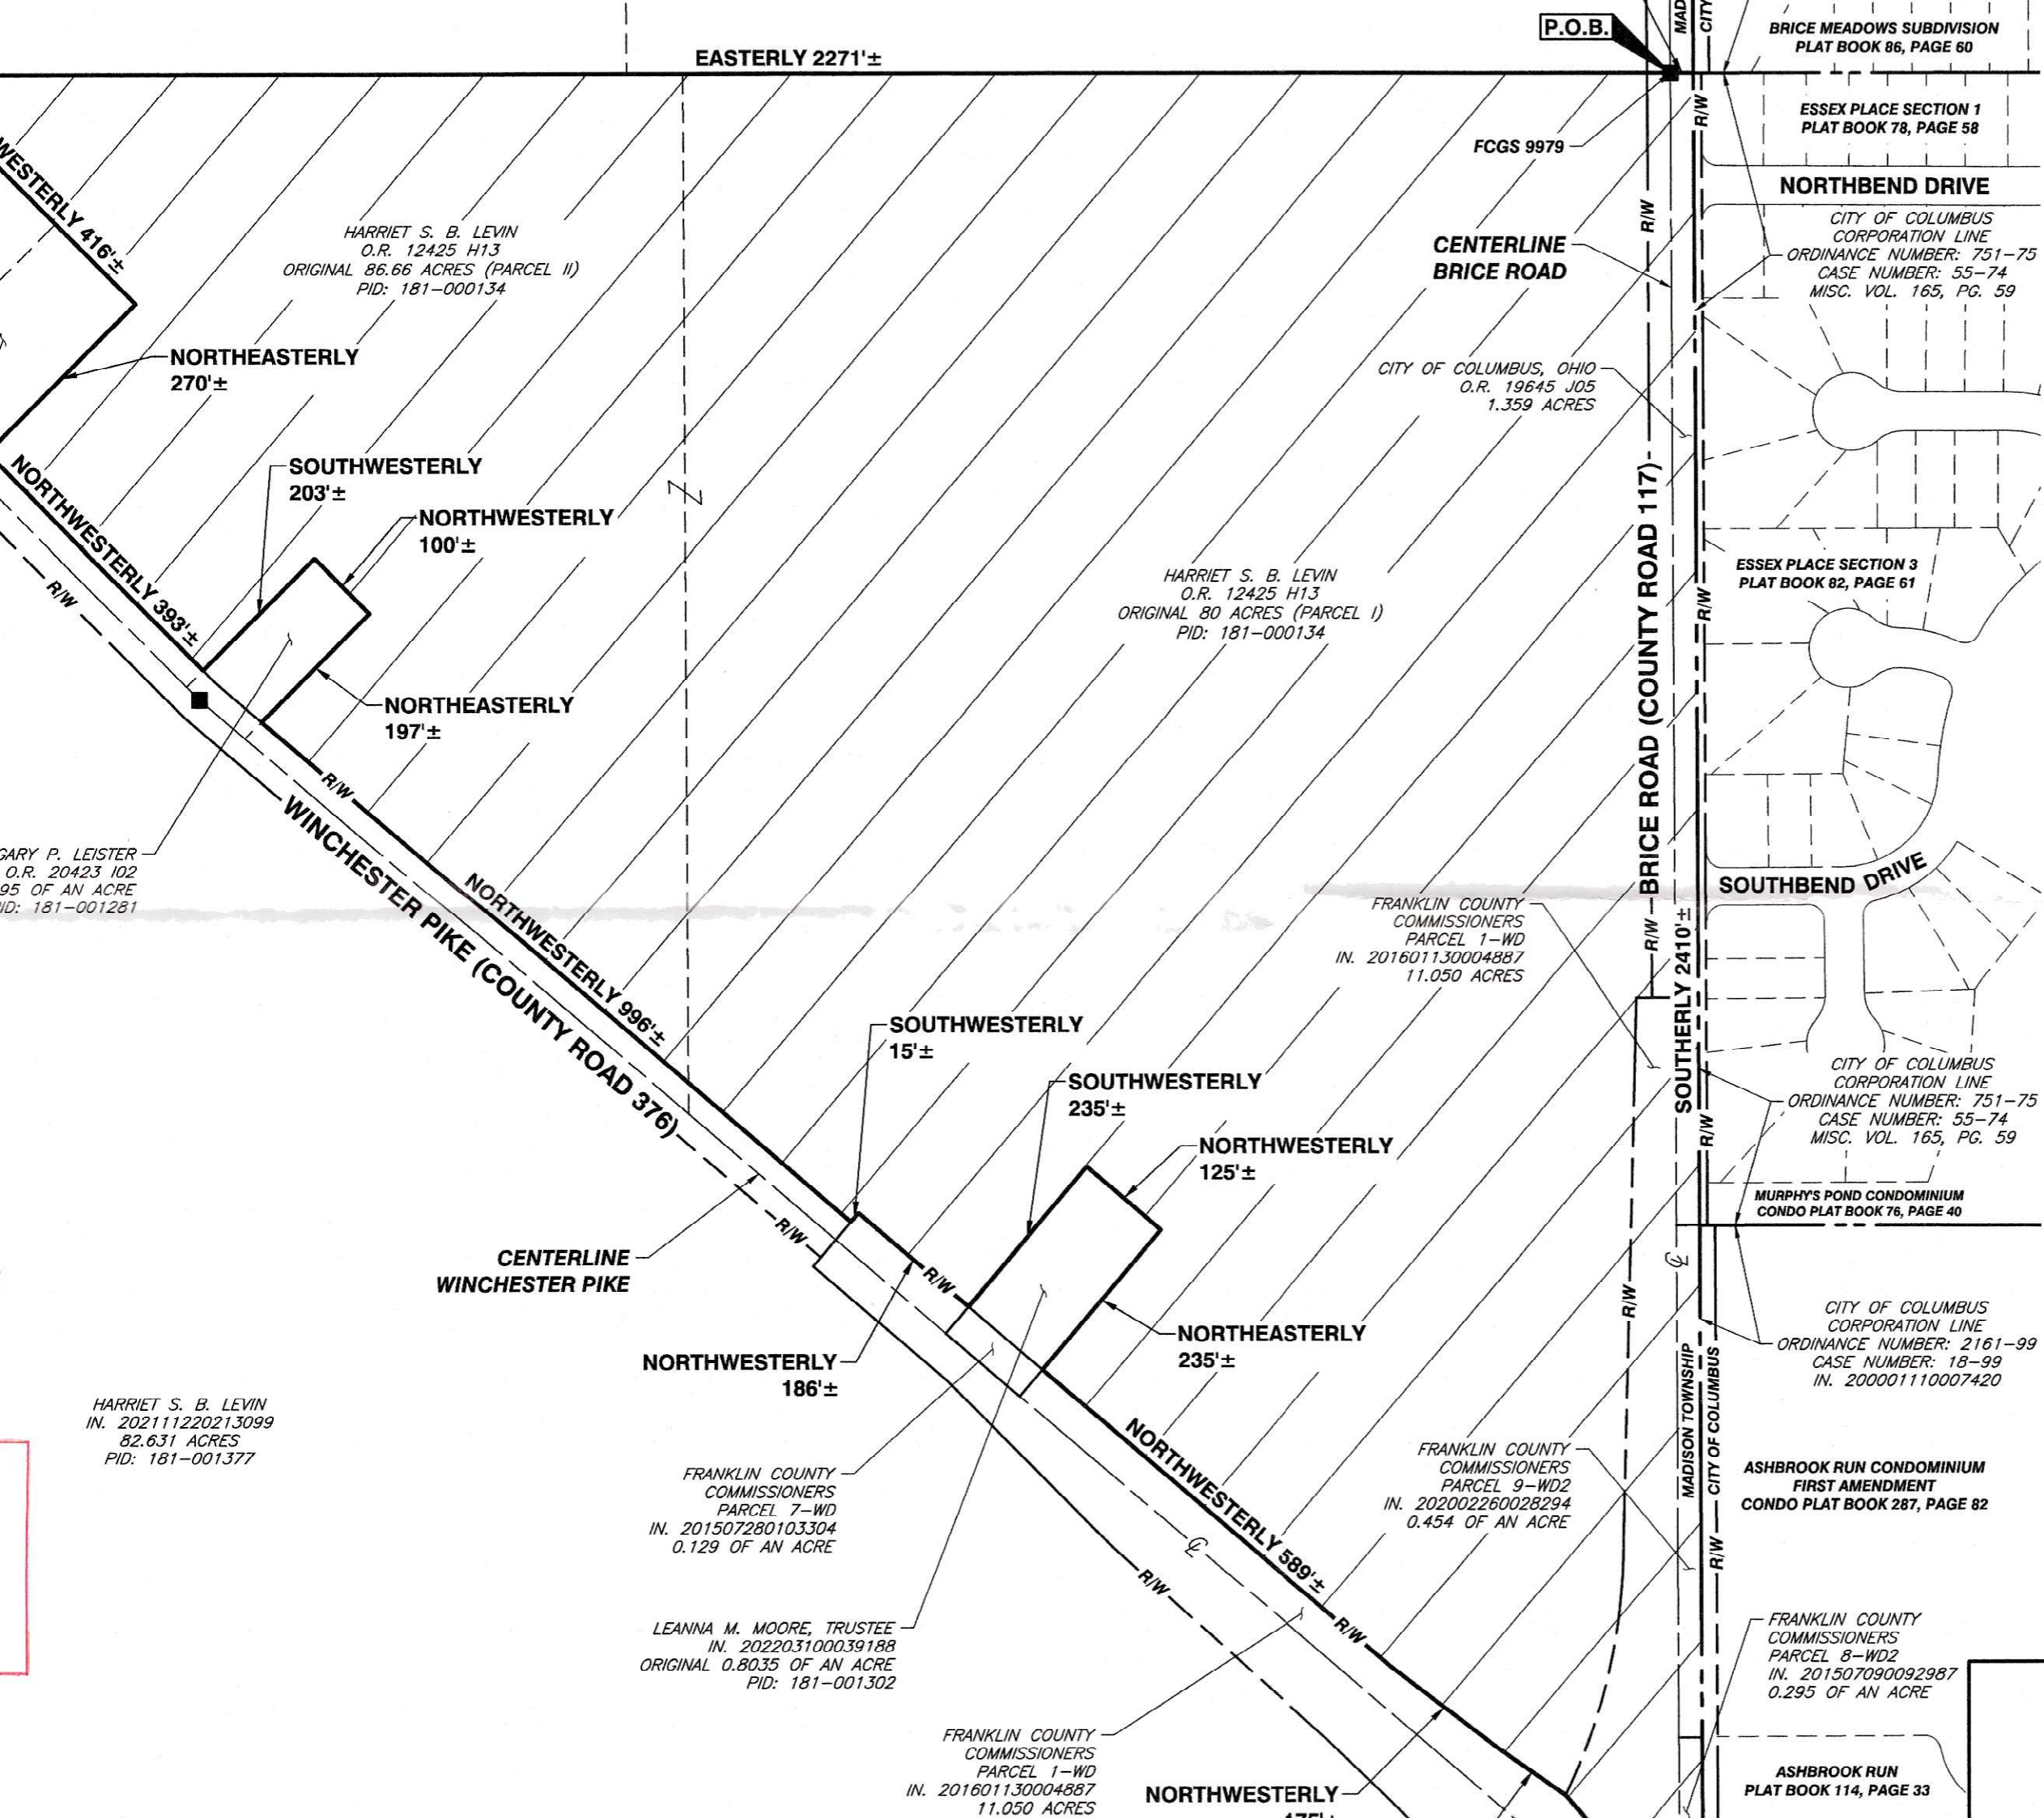 P.O.B.
MAD
CITY
BRICE MEADOWS SUBDIVISION
PLAT BOOK 86, PAGE 60
EASTERLY 2271'±
ESSEX PLACE SECTION 1
PLAT BOOK 78, PAGE 58
R/W
FCGS 9979
NORTHBEND DRIVE
WESTERLY 416'±
HARRIET S. B. LEVIN
O.R. 12425 H13
ORIGINAL 86.66 ACRES (PARCEL II)
PID: 181-000134
R/W
CENTERLINE
BRICE ROAD
CITY OF COLUMBUS
CORPORATION LINE
ORDINANCE NUMBER: 751-75
CASE NUMBER: 55-74
MISC. VOL. 165, PG. 59
NORTHEASTERLY
270'±
CITY OF COLUMBUS, OHIO
O.R. 19645 J05
1.359 ACRES
NORTHWESTERLY 393'±
SOUTHWESTERLY
203'±
NORTHWESTERLY
100'±
R/W
HARRIET S. B. LEVIN
O.R. 12425 H13
ORIGINAL 80 ACRES (PARCEL I)
PID: 181-000134
BRICE ROAD (COUNTY ROAD 117)
ESSEX PLACE SECTION 3
PLAT BOOK 82, PAGE 61
R/W
NORTHEASTERLY
197'±
R/W
WINCHESTER PIKE (COUNTY ROAD 376)
GARY P. LEISTER
O.R. 20423 I02
95 OF AN ACRE
PID: 181-001281
NORTHWESTERLY 996'±
SOUTHBEND DRIVE
FRANKLIN COUNTY
COMMISSIONERS
PARCEL 1-WD
IN. 201601130004887
11.050 ACRES
R/W
SOUTHERLY 2410'±
SOUTHWESTERLY
15'±
SOUTHWESTERLY
235'±
CITY OF COLUMBUS
CORPORATION LINE
ORDINANCE NUMBER: 751-75
CASE NUMBER: 55-74
MISC. VOL. 165, PG. 59
R/W
NORTHWESTERLY
125'±
MURPHY'S POND CONDOMINIUM
CONDO PLAT BOOK 76, PAGE 40
R/W
CENTERLINE
WINCHESTER PIKE
R/W
R/W
CITY OF COLUMBUS
CORPORATION LINE
ORDINANCE NUMBER: 2161-99
CASE NUMBER: 18-99
IN. 200001110007420
NORTHEASTERLY
235'±
NORTHWESTERLY
186'±
HARRIET S. B. LEVIN
IN. 202111220213099
82.631 ACRES
PID: 181-001377
MADISON TOWNSHIP
CITY OF COLUMBUS
NORTHWESTERLY 589'±
FRANKLIN COUNTY
COMMISSIONERS
PARCEL 7-WD
IN. 201507280103304
0.129 OF AN ACRE
FRANKLIN COUNTY
COMMISSIONERS
PARCEL 9-WD2
IN. 202002260028294
0.454 OF AN ACRE
ASHBROOK RUN CONDOMINIUM
FIRST AMENDMENT
CONDO PLAT BOOK 287, PAGE 82
R/W
R/W
R/W
LEANNA M. MOORE, TRUSTEE
IN. 202203100039188
ORIGINAL 0.8035 OF AN ACRE
PID: 181-001302
FRANKLIN COUNTY
COMMISSIONERS
PARCEL 8-WD2
IN. 201507090092987
0.295 OF AN ACRE
FRANKLIN COUNTY
COMMISSIONERS
PARCEL 1-WD
IN. 201601130004887
11.050 ACRES
NORTHWESTERLY
175'±
ASHBROOK RUN
PLAT BOOK 114, PAGE 33